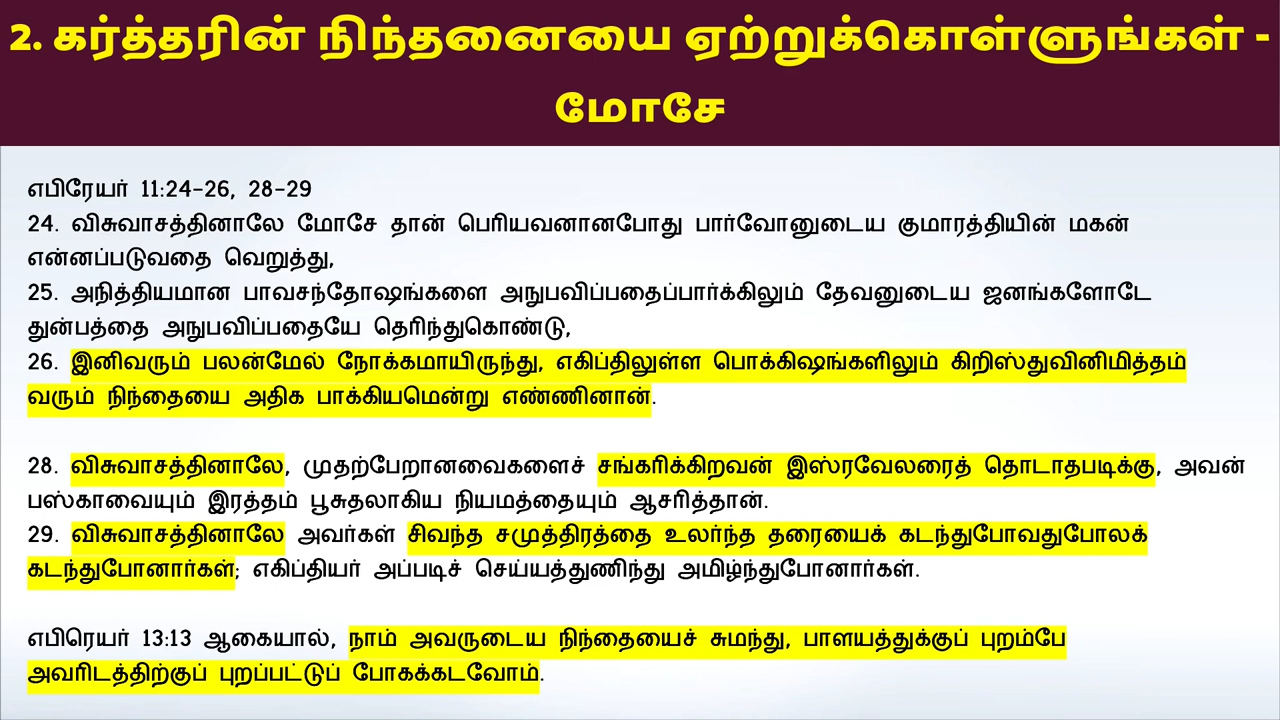 2. கர்த்தரின் நிந்தனையை ஏற்றுக்கொள்ளுங்கள் -
மோசே
எபிரேயர் 11:24-26, 28-29
24. விசுவாசத்தினாலே மோசே தான் பெரியவனானபோது பார்வோனுடைய குமாரத்தியின் மகன்
என்னப்படுவதை வெறுத்து,
25. அநித்தியமான பாவசந்தோஷங்களை அநுபவிப்பதைப்பார்க்கிலும் தேவனுடைய ஜனங்களோடே
துன்பத்தை அநுபவிப்பதையே தெரிந்துகொண்டு,
26. இனிவரும் பலன்மேல் நோக்கமாயிருந்து, எகிப்திலுள்ள பொக்கிஷங்களிலும் கிறிஸ்துவினிமித்தம்
வரும் நிந்தையை அதிக பாக்கியமென்று எண்ணினான்.
28. விசுவாசத்தினாலே, முதற்பேறானவைகளைச் சங்கரிக்கிறவன் இஸ்ரவேலரைத் தொடாதபடிக்கு, அவன்
பஸ்காவையும் இரத்தம் பூசுதலாகிய நியமத்தையும் ஆசரித்தான்.
29. விசுவாசத்தினாலே அவர்கள் சிவந்த சமுத்திரத்தை உலர்ந்த தரையைக் கடந்துபோவதுபோலக்
கடந்துபோனார்கள்; எகிப்தியர் அப்படிச் செய்யத்துணிந்து அமிழ்ந்துபோனார்கள்.
எபிரெயர் 13:13 ஆகையால், நாம் அவருடைய நிந்தையைச் சுமந்து, பாளயத்துக்குப் புறம்பே
அவரிடத்திற்குப் புறப்பட்டுப் போகக்கடவோம்.